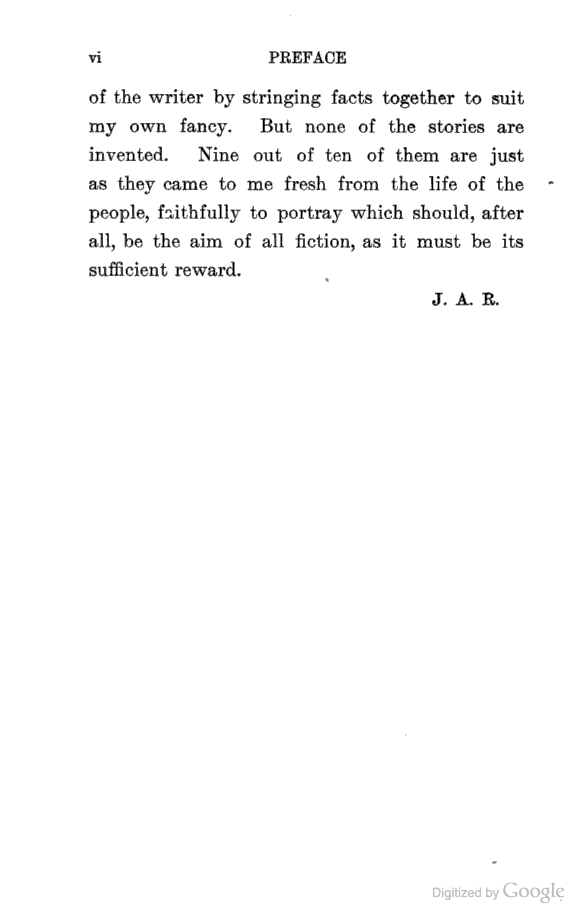 vi PREFACE
of the writer by stringing facts together to suit
my own fancy. But none of the stories are
invented. Nine out of ten of them are just
as they came to me fresh from the life of the
people, faithfully to portray which should, after
all, be the aim of all fiction, as it must be its
sufficient reward.
J. A. R.
Digitized by Google